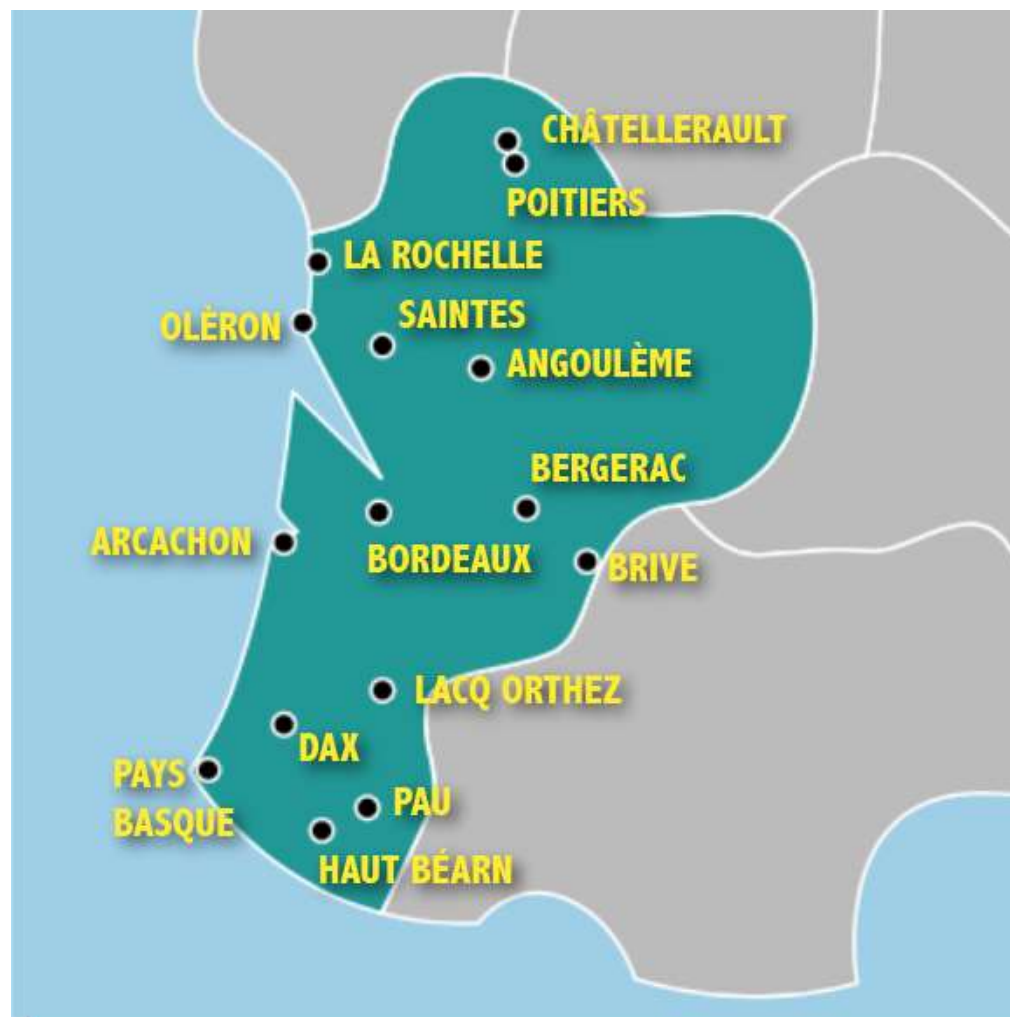 CHÂTELLERAULT
POITIERS
LA ROCHELLE
SAINTES
OLÈRON
ANGOULÈME
BERGERAC
ARCACHON
BORDEAUX
BRIVE
LACQ ORTHEZ
DAX
PAYS
BASQUE
PAU
HAUT BÉARN